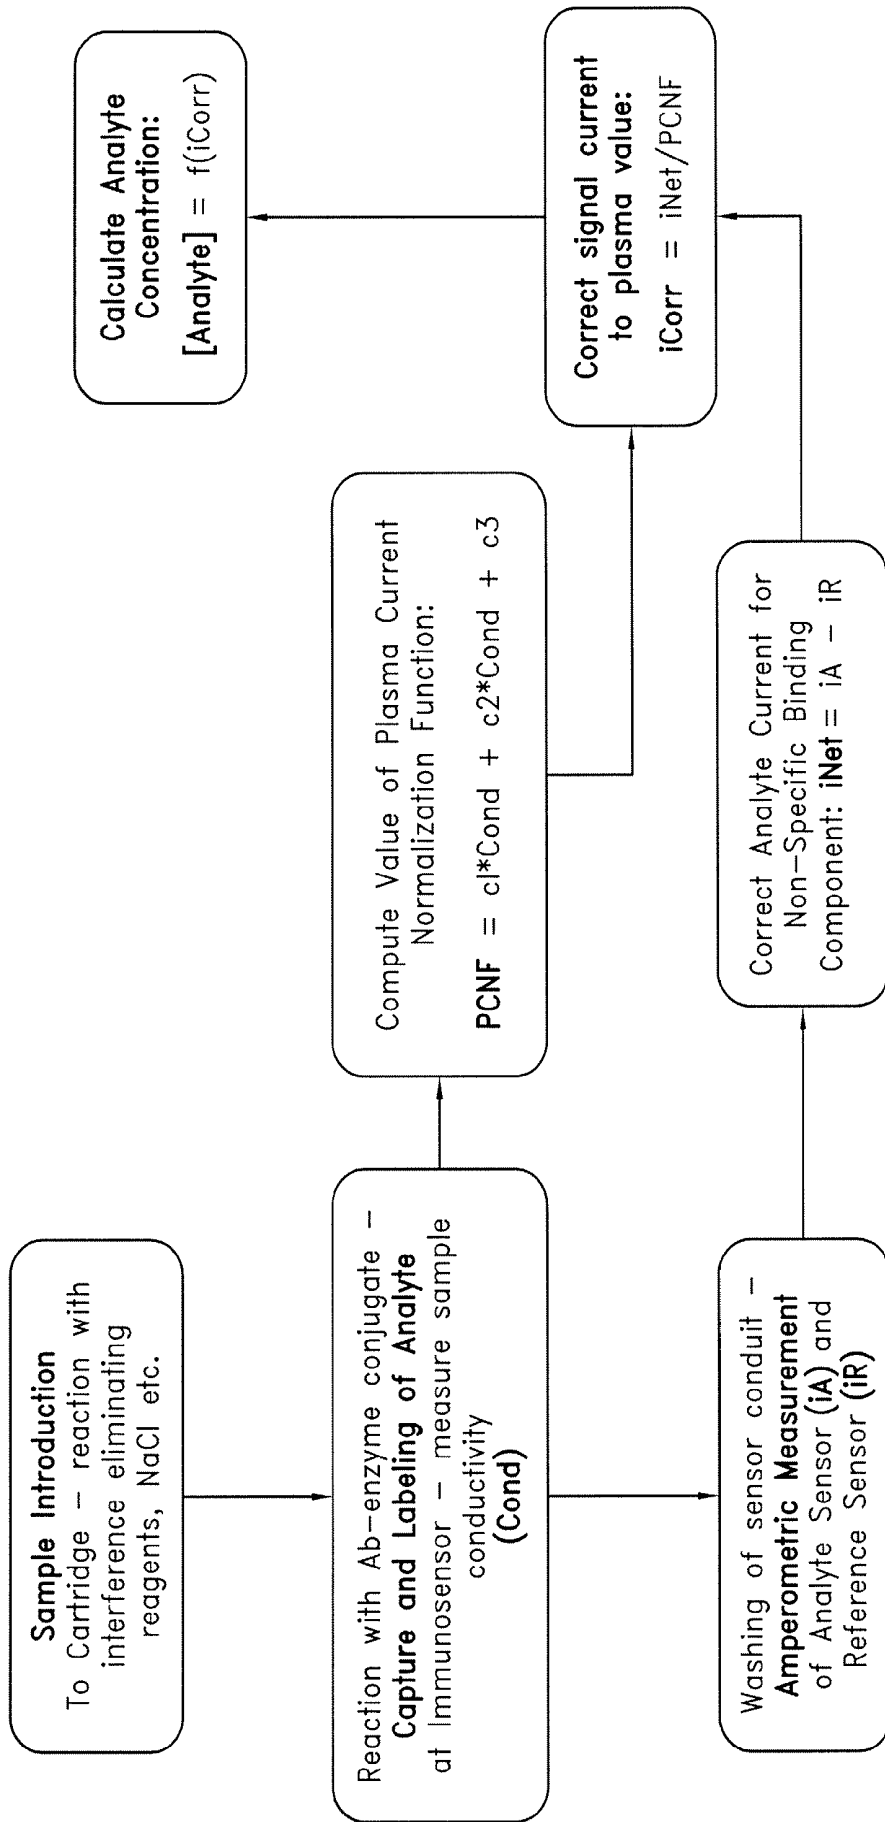 Sample Introduction
To Cartridge – reaction with
interference eliminating
reagents, NaCl etc.
Reaction with Ab–enzyme conjugate –
Capture and Labeling of Analyte
at Immunosensor – measure sample
conductivity
(Cond)
Washing of sensor conduit –
Amperometric Measurement
of Analyte Sensor (iA) and
Reference Sensor (iR)
Compute Value of Plasma Current
Normalization Function:
PCNF = cl*Cond + c2*Cond + c3
Correct Analyte Current for
Non–Specific Binding
Component: iNet = iA – iR
Correct signal current
to plasma value:
iCorr = iNet/PCNF
Calculate Analyte
Concentration:
[Analyte] = f(iCorr)